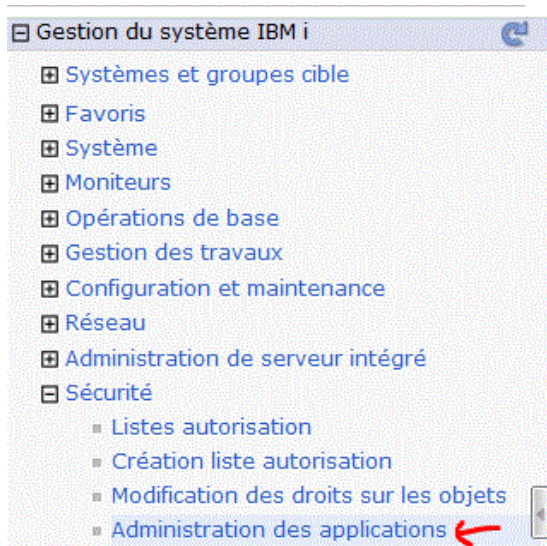 Gestion du système IBM i
Systèmes et groupes cible
Favoris
Système
Moniteurs
Opérations de base
Gestion des travaux
Configuration et maintenance
Réseau
Administration de serveur intégré
Sécurité
Listes autorisation
Création liste autorisation
Modification des droits sur les objets
Administration des applications